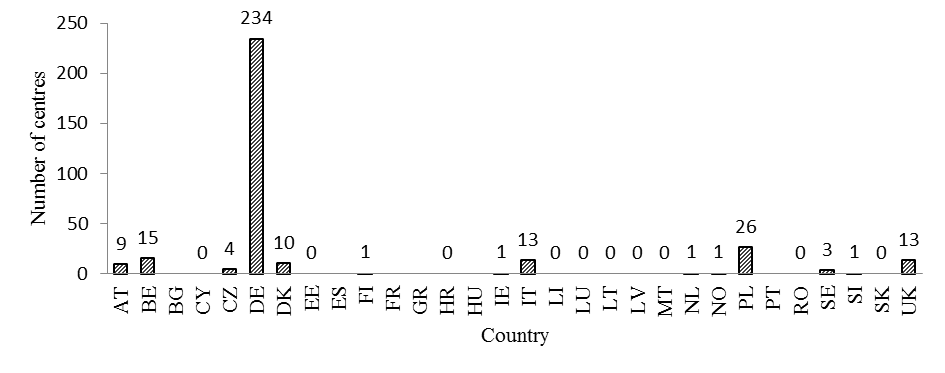 Number of centres
250
200
150
100
50
0
9 15 0 4 234 10 0 1 0 1 13 0 0 0 0 0 1 1 26 0 3 1 0 13
AT BE BG CY CZ DE DK EE ES FI FR GR HR HU IE IT LI LU LT LV MT NL NO PL PT RO SE SI SK UK
Country